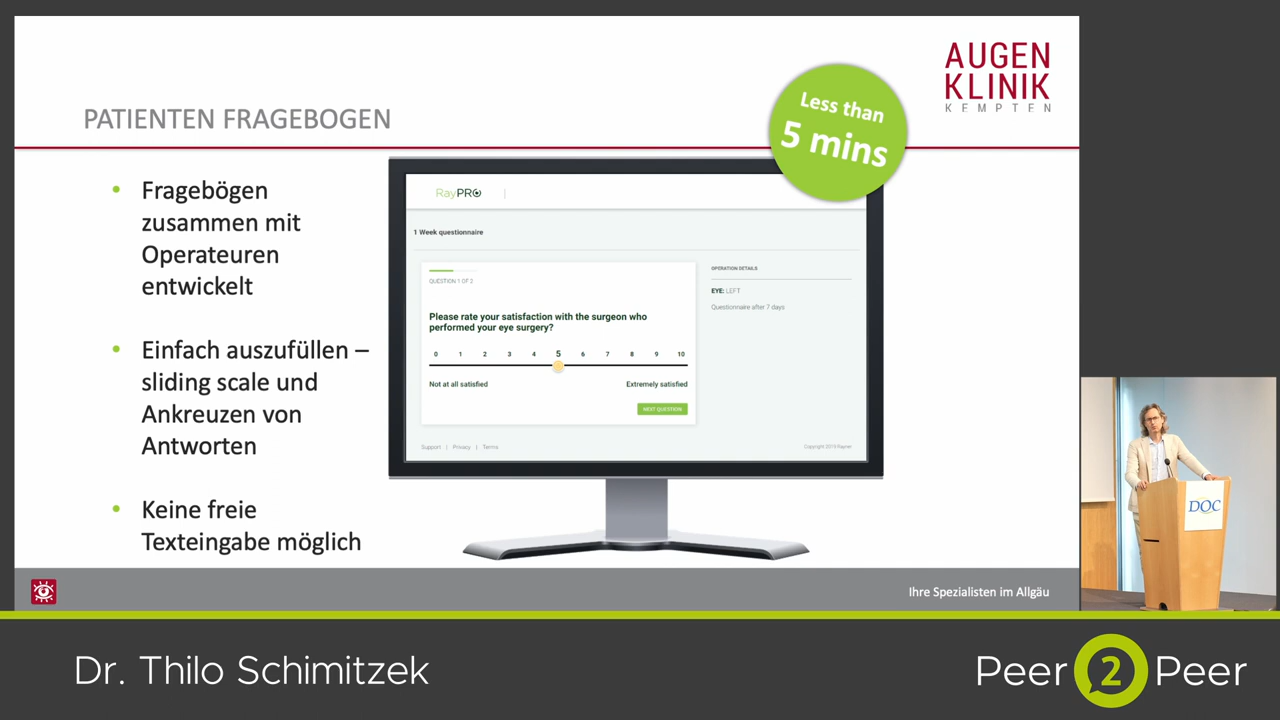 AUGEN
KLINIK
KEMPTEN
PATIENTEN FRAGEBOGEN
Less than
5 mins
• Fragebögen
zusammen mit
Operateuren
entwickelt
• Einfach auszufüllen –
sliding scale und
Ankreuzen von
Antworten
• Keine freie
Texteingabe möglich
RayPRO
1 Week questionnaire
QUESTION 1 OF 2
Please rate your satisfaction with the surgeon who
performed your eye surgery?
0 1 2 3 4 5 6 7 8 9 10
Not at all satisfied Extremely satisfied
NEXT QUESTION
OPERATION DETAILS
EYE: LEFT
Questionnaire after 7 days
Support | Privacy | Terms
Copyright 2019 Rayner
Ihre Spezialisten im Allgäu
DOC
Dr. Thilo Schimitzek
Peer 2 Peer